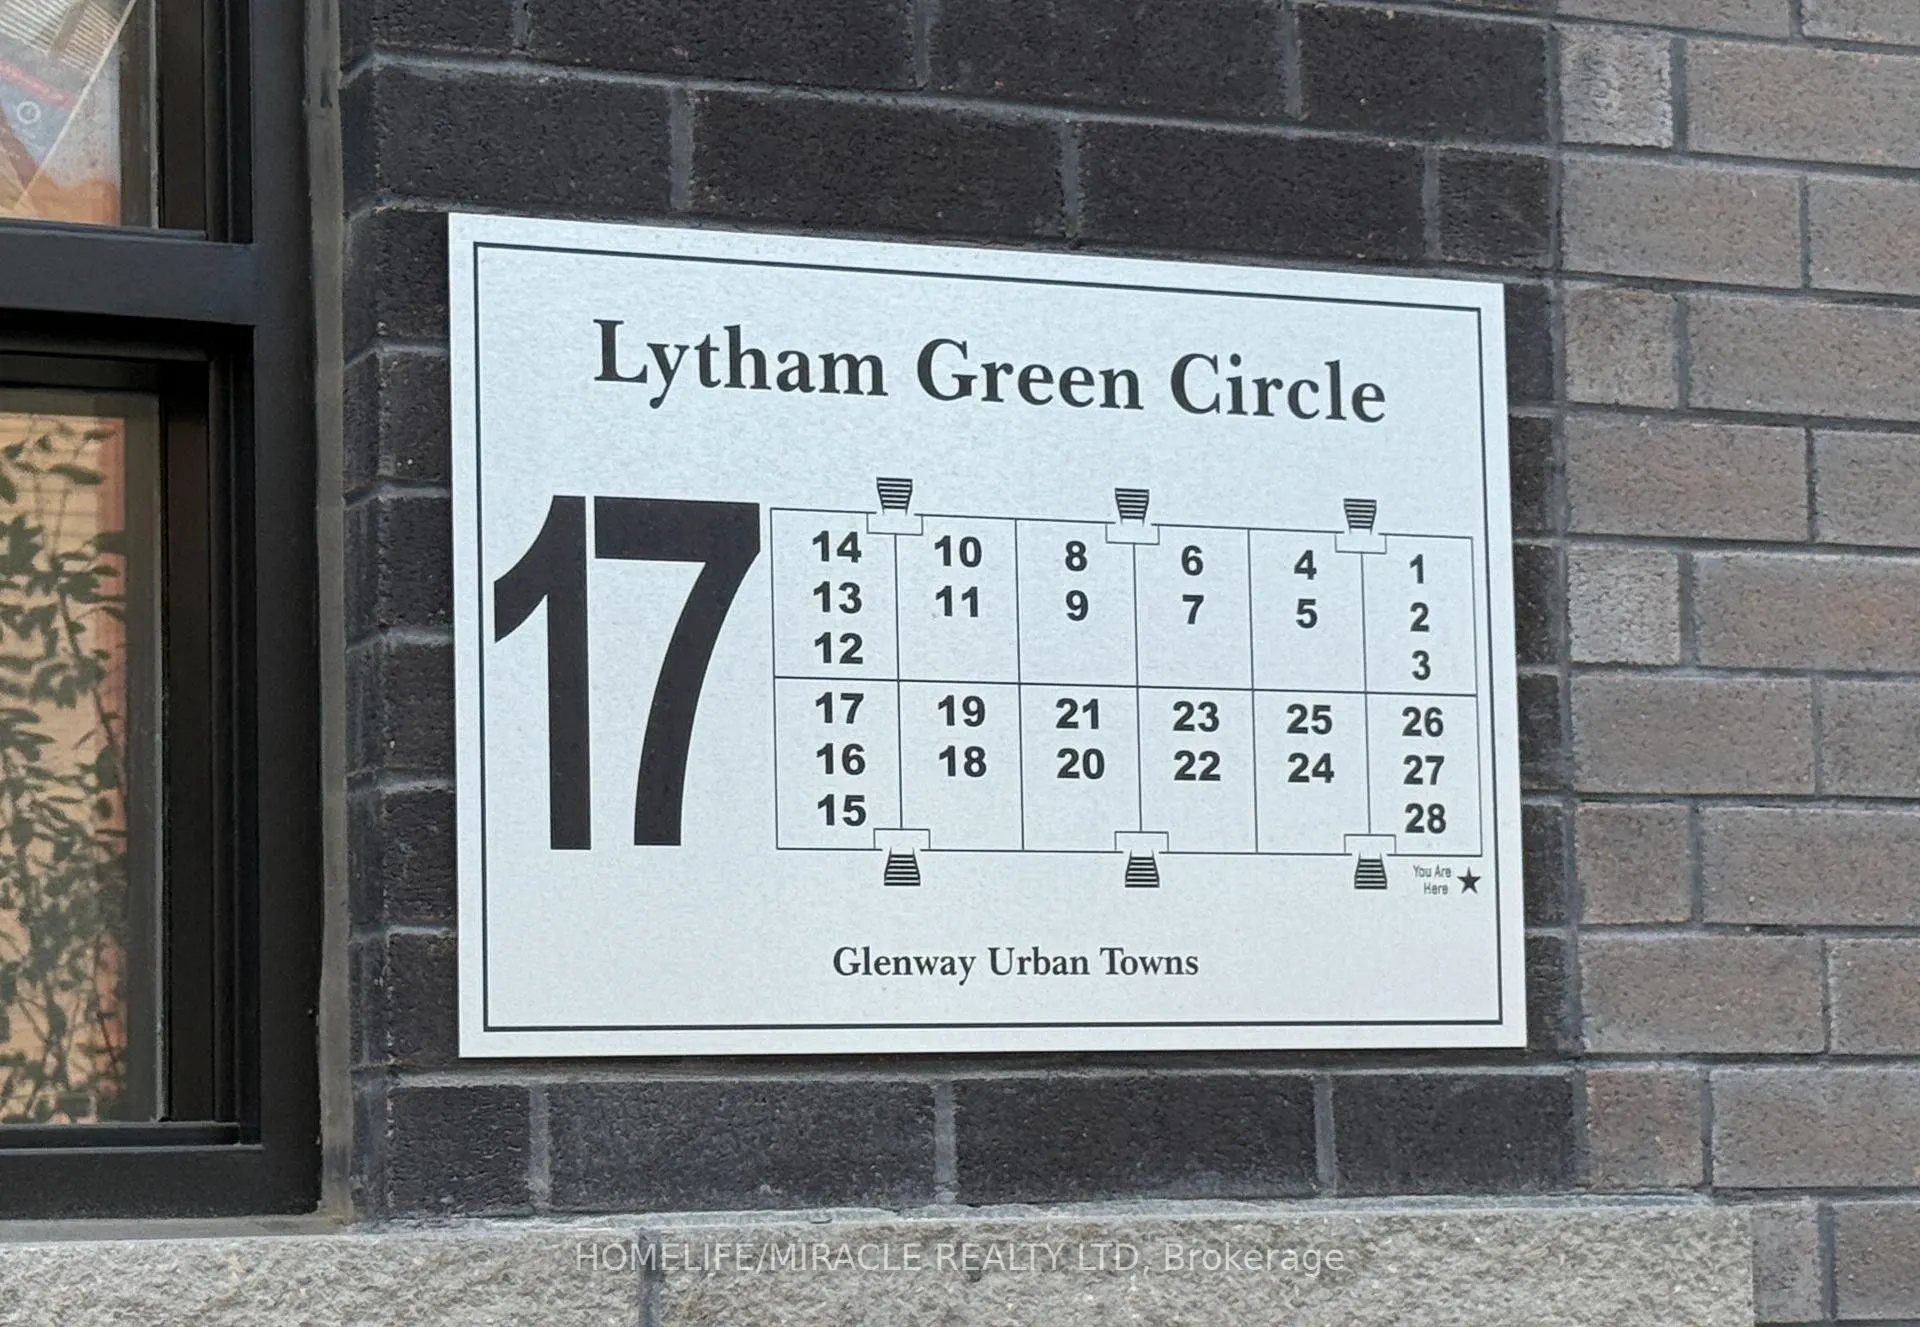 Lytham Green Circle
17
14 10 8 6 4 1
13 11 9 7 5 2
12 3
17 19 21 23 25 26
16 18 20 22 24 27
15 28
You Are
Here
Glenway Urban Towns
HOMELIFE/MIRACLE REALTY LTD, Brokerage